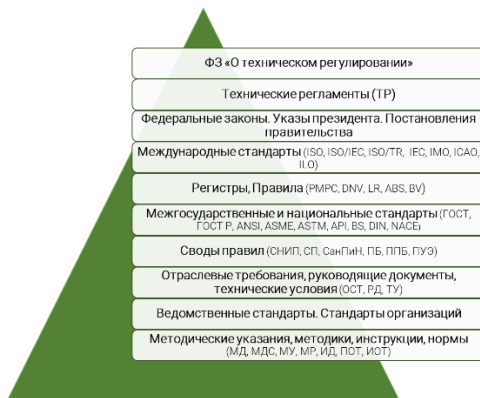 ФЗ «О техническом регулировании»
Технические регламенты (ТР)
Федеральные законы. Указы президента. Постановления
правительства
Международные стандарты (ISO, ISO/IEC, ISO/TR, IEC, IMO, ICAO,
ILO)
Регистры, Правила (РМРС, DNV, LR, ABS, BV)
Межгосударственные и национальные стандарты (ГОСТ,
ГОСТ Р, ANSI, ASME, ASTM, API, BS, DIN, NACE)
Своды правил (СНИП, СП, СанПиН, ПБ, ППБ, ПУЭ)
Отраслевые требования, руководящие документы,
технические условия (ОСТ, РД, ТУ)
Ведомственные стандарты. Стандарты организаций
Методические указания, методики, инструкции, нормы
(МД, МДС, МУ, МР, ИД, ПОТ, ИОТ)